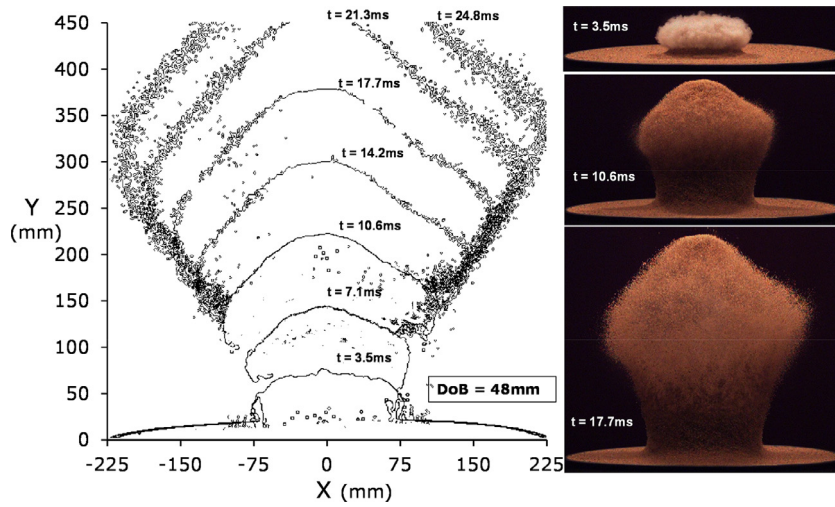 450
400
350
300
250
200
150
100
50
0
Y
(mm)
-225
-150
-75
0
75
150
225
X (mm)
t = 21.3ms
t = 24.8ms
t = 17.7ms
t = 14.2ms
t = 10.6ms
t = 7.1ms
t = 3.5ms
DoB = 48mm
t = 3.5ms
t = 10.6ms
t = 17.7ms